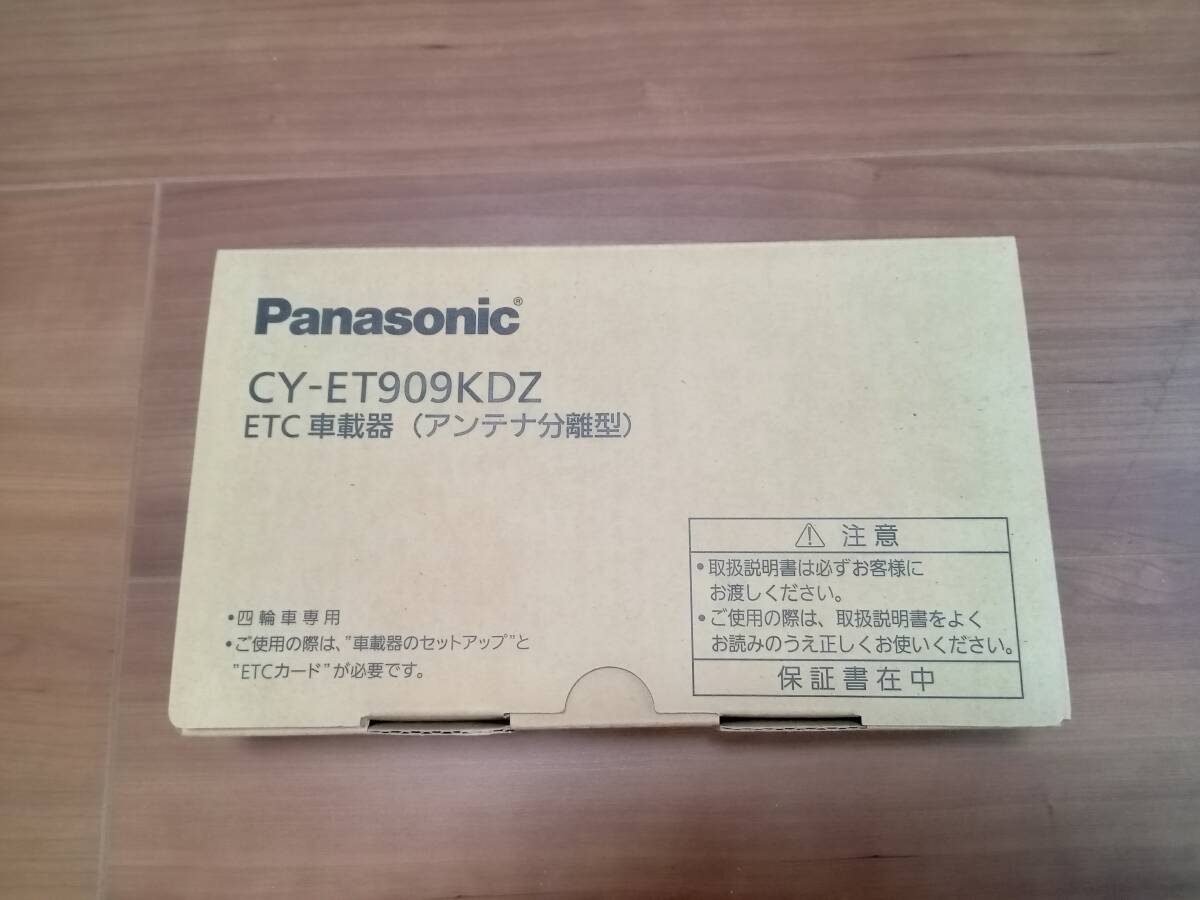 Panasonic®
CY-ET909KDZ
ETC車載器（アンテナ分離型）
•四輪車専用
•ご使用の際は、"車載器のセットアップ"と
"ETCカード"が必要です。
注意
•取扱説明書は必ずお客様に
お渡しください。
•ご使用の際は、取扱説明書をよく
お読みのうえ正しくお使いください。
保証書在中